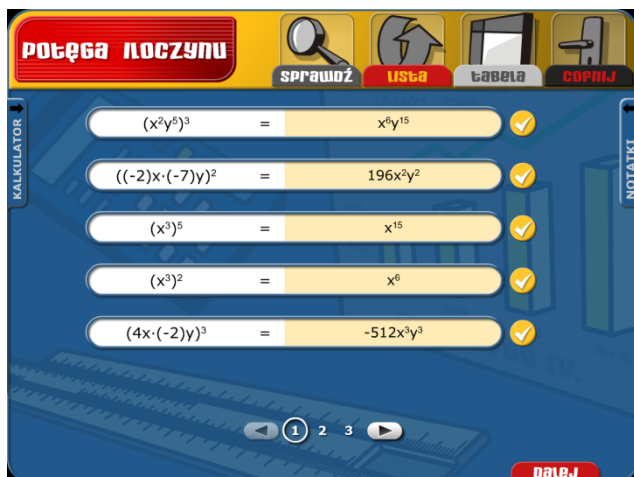 POTĘGA ILOCZYNU
SPRAWDŹ
LISTA
TABELA
COFNIJ
KALKULATOR
NOTATKI
(x²y⁵)³ = x⁶y¹⁵
((-2)x·(-7)y)² = 196x²y²
(x³)⁵ = x¹⁵
(x³)² = x⁶
(4x·(-2)y)³ = -512x³y³
1 2 3
DALEJ